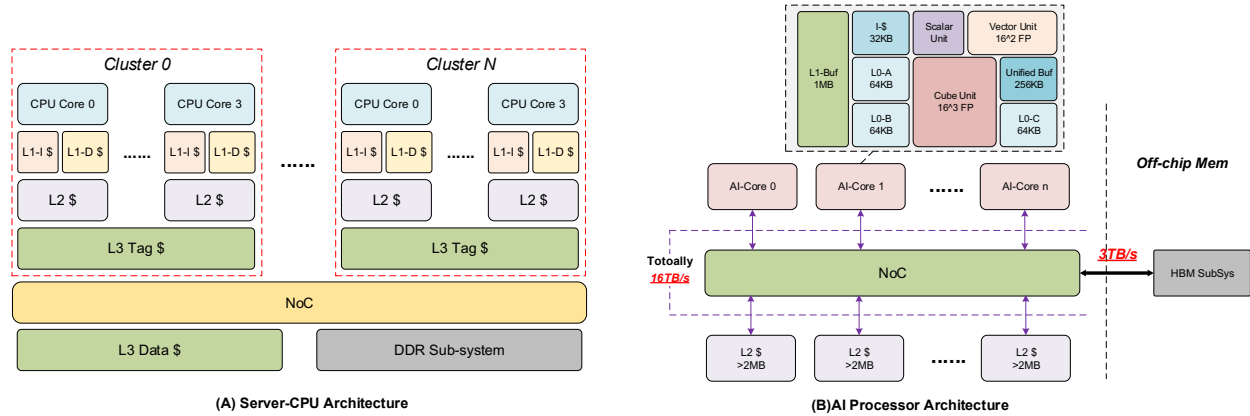 Cluster 0
CPU Core 0
CPU Core 3
L1-I $
L1-D $
......
L1-I $
L1-D $
L2 $
L2 $
L3 Tag $
......
Cluster N
CPU Core 0
CPU Core 3
L1-I $
L1-D $
......
L1-I $
L1-D $
L2 $
L2 $
L3 Tag $
NoC
L3 Data $
DDR Sub-system
(A) Server-CPU Architecture
L1-Buf
1MB
I-$
32KB
Scalar
Unit
Vector Unit
16^2 FP
L0-A
64KB
Cube Unit
16^3 FP
Unified Buf
256KB
L0-B
64KB
L0-C
64KB
Off-chip Mem
AI-Core 0
AI-Core 1
......
AI-Core n
Totoally
16TB/s
NoC
3TB/s
HBM SubSys
L2 $
>2MB
L2 $
>2MB
......
L2 $
>2MB
(B)AI Processor Architecture